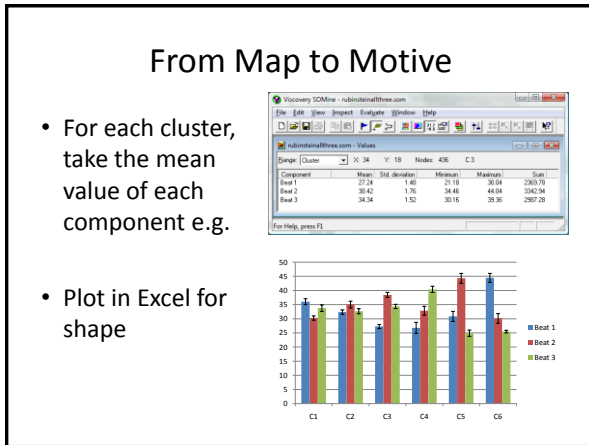 From Map to Motive
• For each cluster,
take the mean
value of each
component e.g.
Viscovery SOMine - rubinsteinallthree.som
File Edit View Inspect Evaluate Window Help
rubinsteinallthree.som - Values
Range: Cluster X: 34 Y: 18 Nodes: 436 C 3
Component Mean Std. deviation Minimum Maximum Sum
Beat 1 27.24 1.48 21.18 30.84 2369.78
Beat 2 38.42 1.76 34.46 44.04 3342.94
Beat 3 34.34 1.52 30.16 39.36 2987.28
For Help, press F1
• Plot in Excel for
shape
50
45
40
35
30
25
20
15
10
5
0
C1 C2 C3 C4 C5 C6
Beat 1
Beat 2
Beat 3